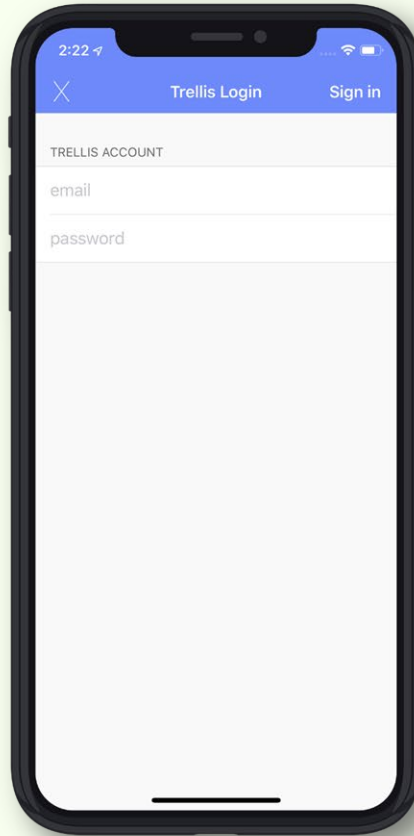 2:22
X Trellis Login Sign in
TRELLIS ACCOUNT
email
password